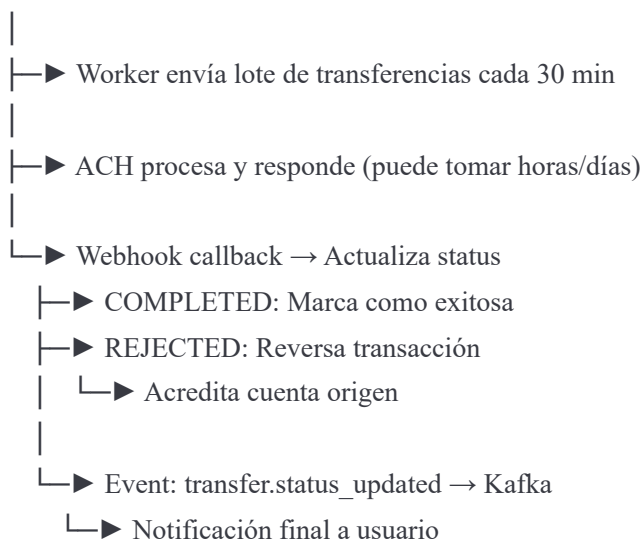 │
├─► Worker envía lote de transferencias cada 30 min
│
├─► ACH procesa y responde (puede tomar horas/días)
│
└─► Webhook callback → Actualiza status
├─► COMPLETED: Marca como exitosa
├─► REJECTED: Reversa transacción
│ └─► Acredita cuenta origen
│
└─► Event: transfer.status_updated → Kafka
└─► Notificación final a usuario